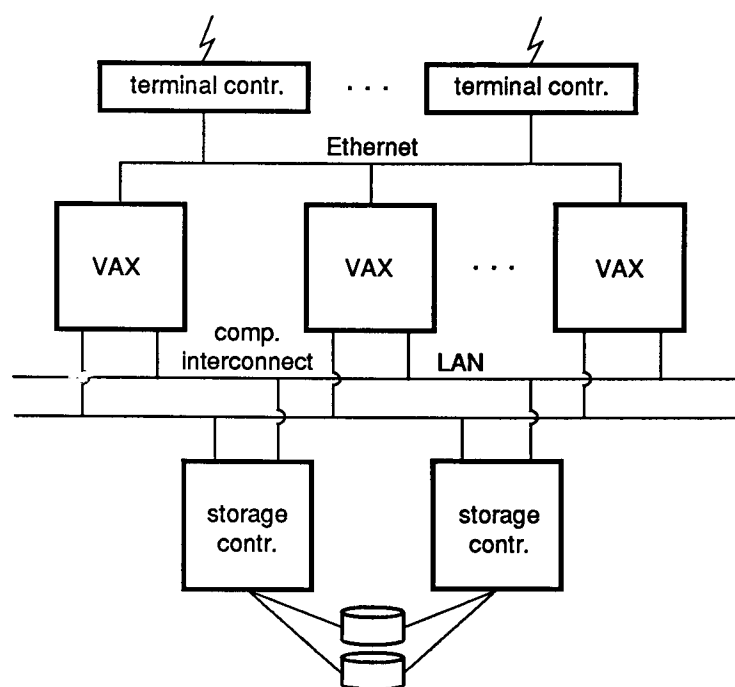 terminal contr.
. . .
terminal contr.
Ethernet
VAX
VAX
. . .
VAX
comp.
interconnect
LAN
storage
contr.
storage
contr.